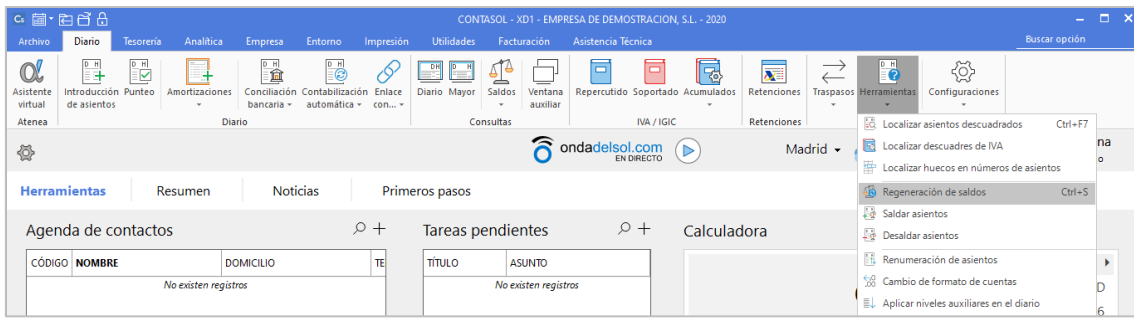 Cs
CONTASOL - XD1 - EMPRESA DE DEMOSTRACION, S.L. - 2020
Archivo Diario Tesorería Analítica Empresa Entorno Impresión Utilidades Facturación Asistencia Técnica Buscar opción
Asistente virtual
Introducción de asientos
Punteo
Amortizaciones
Conciliación bancaria
Contabilización automática
Enlace con...
Diario
Mayor
Saldos
Ventana auxiliar
Repercutido
Soportado
Acumulados
Retenciones
Traspasos
Herramientas
Configuraciones
Atenea Diario Consultas IVA / IGIC Retenciones
Localizar asientos descuadrados Ctrl+F7
Localizar descuadres de IVA
Localizar huecos en números de asientos
Regeneración de saldos Ctrl+S
Saldar asientos
Desaldar asientos
Renumeración de asientos
Cambio de formato de cuentas
Aplicar niveles auxiliares en el diario
ondadelsol.com
EN DIRECTO
Madrid
na
Herramientas Resumen Noticias Primeros pasos
Agenda de contactos
CÓDIGO NOMBRE DOMICILIO TE
No existen registros
Tareas pendientes
TÍTULO ASUNTO
No existen registros
Calculadora
D
6